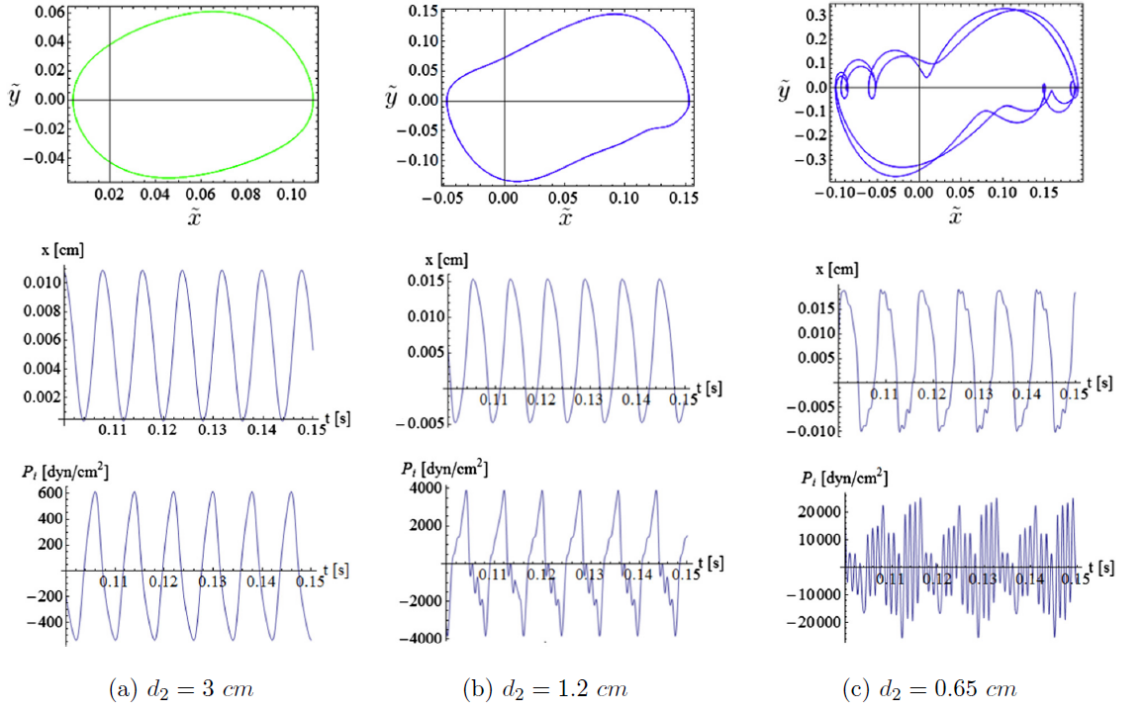 0.06
0.04
0.02
ỹ 0.00
−0.02
−0.04
0.02 0.04 0.06 0.08 0.10
x̃
0.15
0.10
0.05
ỹ 0.00
−0.05
−0.10
−0.05 0.00 0.05 0.10 0.15
x̃
0.3
0.2
0.1
ỹ 0.0
−0.1
−0.2
−0.3
−0.10 −0.05 0.00 0.05 0.10 0.15
x̃
x [cm]
0.010
0.008
0.006
0.004
0.002
0.11 0.12 0.13 0.14 0.15
t [s]
x [cm]
0.015
0.010
0.005
−0.005
0.11 0.12 0.13 0.14 0.15
t [s]
x [cm]
0.015
0.010
0.005
−0.005
−0.010
0.11 0.12 0.13 0.14 0.15
t [s]
P_i [dyn/cm²]
600
400
200
−200
−400
0.11 0.12 0.13 0.14 0.15
t [s]
P_i [dyn/cm²]
4000
2000
−2000
−4000
0.11 0.12 0.13 0.14 0.15
t [s]
P_i [dyn/cm²]
20000
10000
−10000
−20000
0.11 0.12 0.13 0.14 0.15
t [s]
(a) d₂ = 3 cm
(b) d₂ = 1.2 cm
(c) d₂ = 0.65 cm